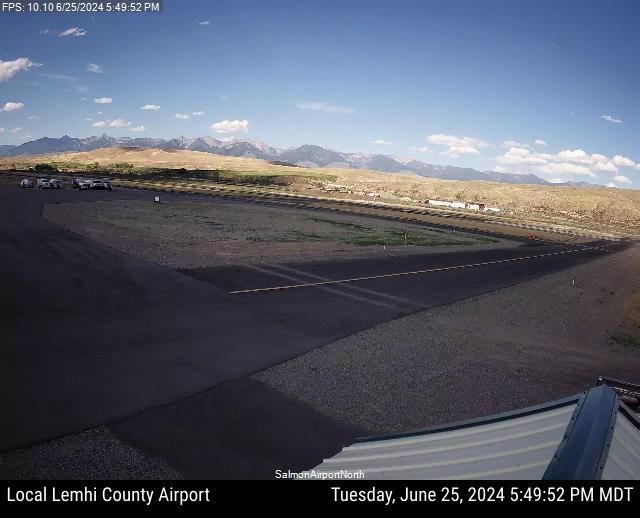 FPS: 10.10 6/25/2024 5:49:52 PM
SalmonAirportNorth
Local Lemhi County Airport Tuesday, June 25, 2024 5:49:52 PM MDT